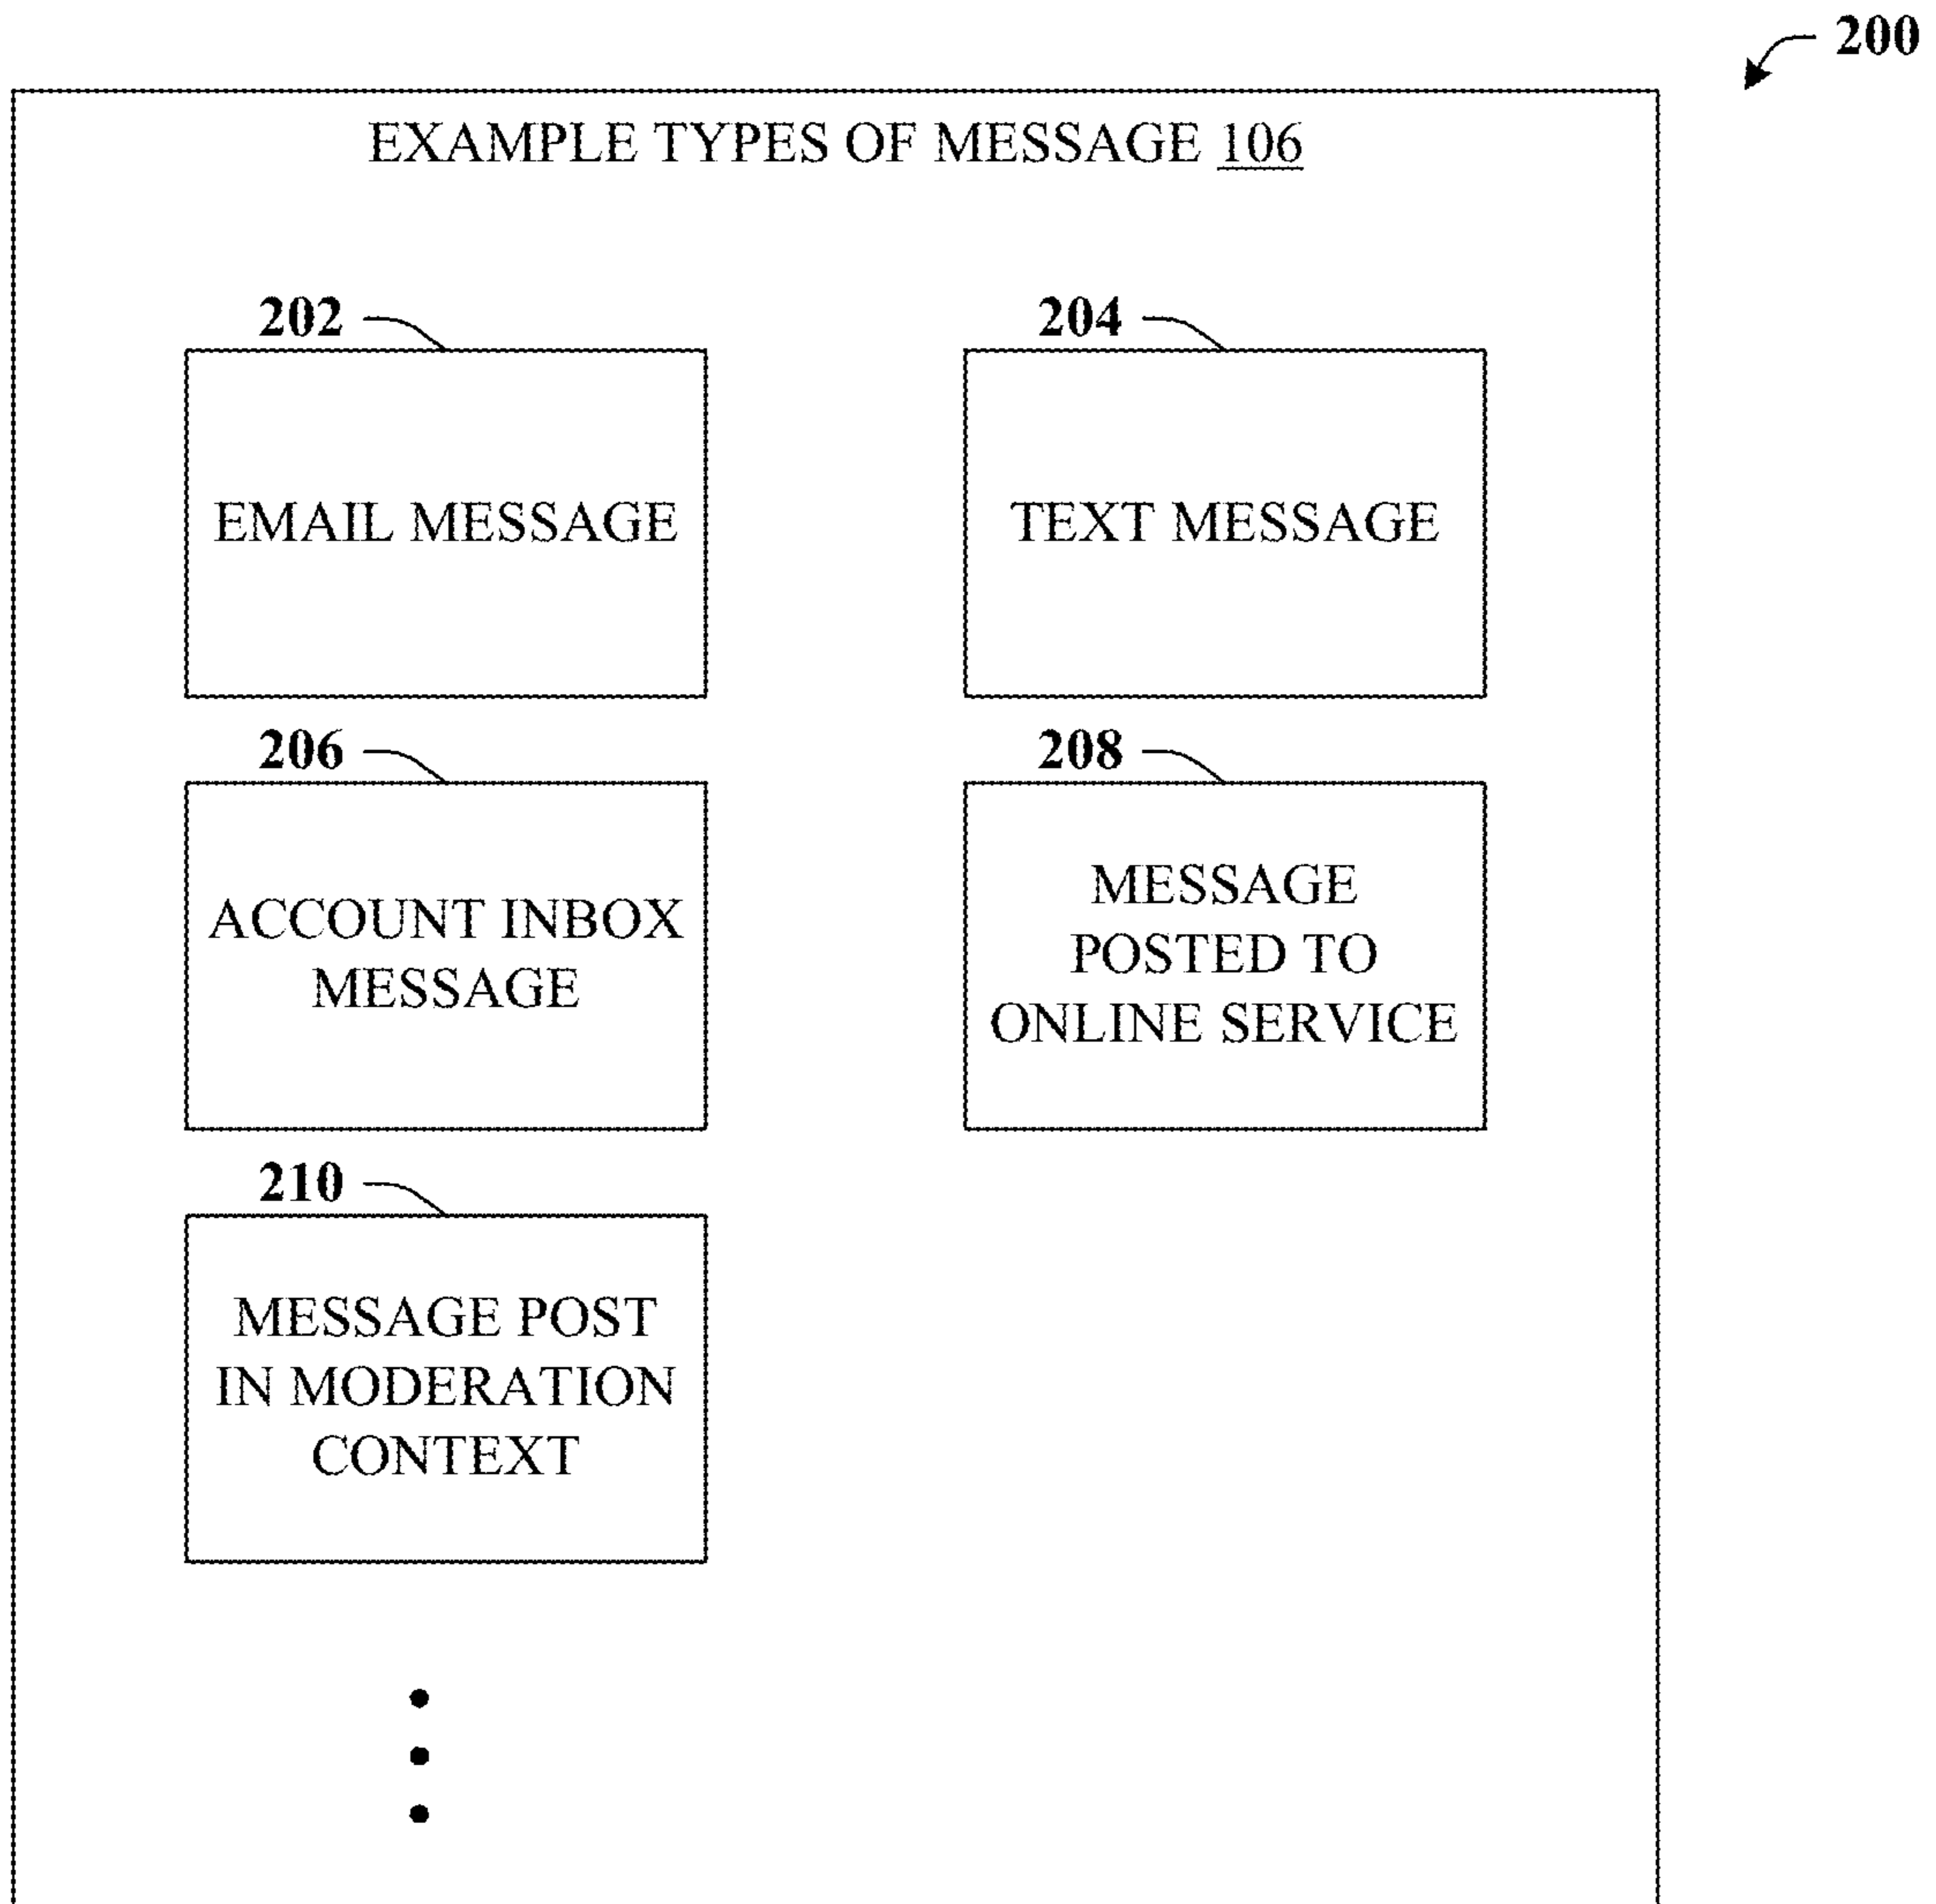 200
EXAMPLE TYPES OF MESSAGE 106
202
EMAIL MESSAGE
204
TEXT MESSAGE
206
ACCOUNT INBOX
MESSAGE
208
MESSAGE
POSTED TO
ONLINE SERVICE
210
MESSAGE POST
IN MODERATION
CONTEXT